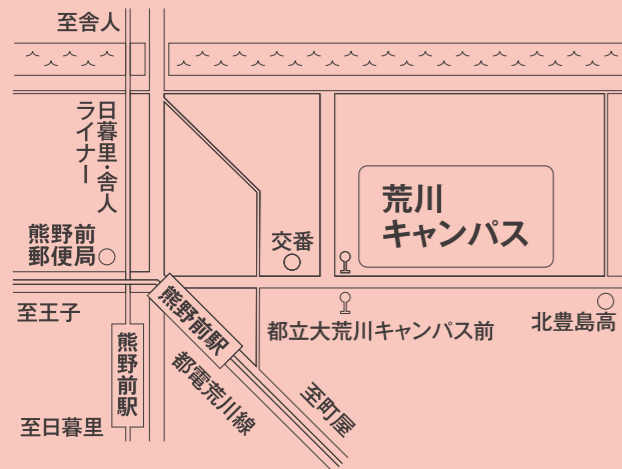 至舎人
日暮里・舎人
ライナー
熊野前
郵便局
交番
荒川
キャンパス
至王子
熊野前駅
都立大荒川キャンパス前
北豊島高
熊野前駅
都電荒川線
至町屋
至日暮里